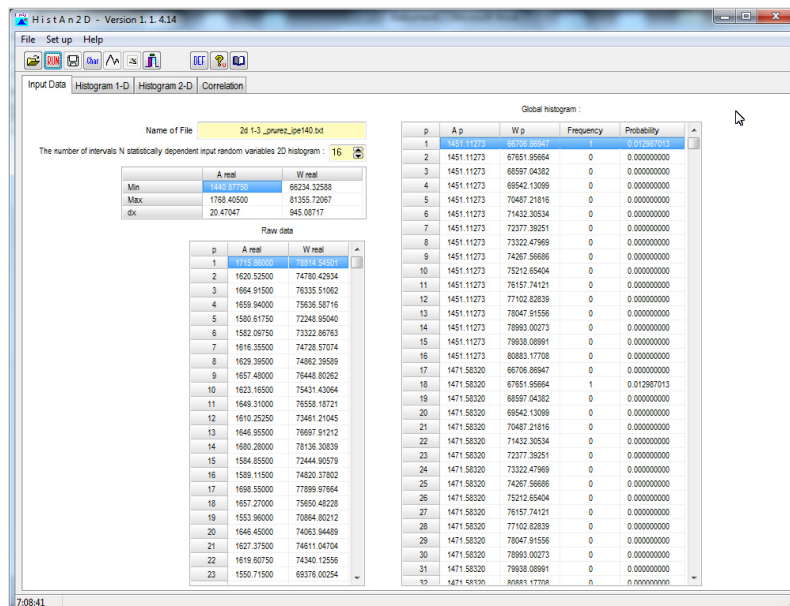 H i s t A n 2 D - Version 1. 1. 4.14
File Set up Help
RUN Char DEF
Input Data Histogram 1-D Histogram 2-D Correlation
Global histogram :
Name of File 2d 1-3 _prurez_ipe140.txt
The number of intervals N statistically dependent input random variables 2D histogram : 16
A real W real
Min 1440.87750 66234.32588
Max 1768.40500 81355.72067
dx 20.47047 945.08717
Raw data
p A real W real
1 1715.86000 78814.54501
2 1620.52500 74780.42934
3 1664.91500 76335.51062
4 1659.94000 75636.58716
5 1580.61750 72248.95040
6 1582.09750 73322.86763
7 1616.35500 74728.57074
8 1629.39500 74862.39589
9 1657.48000 76448.80262
10 1623.16500 75431.43064
11 1649.31000 76558.18721
12 1610.25250 73461.21045
13 1646.95500 76697.91212
14 1680.28000 78136.30839
15 1584.85500 72444.90579
16 1589.11500 74820.37802
17 1698.55000 77899.97664
18 1657.27000 75650.48228
19 1553.96000 70864.80212
20 1646.45000 74063.94489
21 1627.37500 74611.04704
22 1619.60750 74340.12556
23 1550.71500 69376.00254
p A p W p Frequency Probability
1 1451.11273 66706.86947 1 0.012987013
2 1451.11273 67651.95664 0 0.000000000
3 1451.11273 68597.04382 0 0.000000000
4 1451.11273 69542.13099 0 0.000000000
5 1451.11273 70487.21816 0 0.000000000
6 1451.11273 71432.30534 0 0.000000000
7 1451.11273 72377.39251 0 0.000000000
8 1451.11273 73322.47969 0 0.000000000
9 1451.11273 74267.56686 0 0.000000000
10 1451.11273 75212.65404 0 0.000000000
11 1451.11273 76157.74121 0 0.000000000
12 1451.11273 77102.82839 0 0.000000000
13 1451.11273 78047.91556 0 0.000000000
14 1451.11273 78993.00273 0 0.000000000
15 1451.11273 79938.08991 0 0.000000000
16 1451.11273 80883.17708 0 0.000000000
17 1471.58320 66706.86947 0 0.000000000
18 1471.58320 67651.95664 1 0.012987013
19 1471.58320 68597.04382 0 0.000000000
20 1471.58320 69542.13099 0 0.000000000
21 1471.58320 70487.21816 0 0.000000000
22 1471.58320 71432.30534 0 0.000000000
23 1471.58320 72377.39251 0 0.000000000
24 1471.58320 73322.47969 0 0.000000000
25 1471.58320 74267.56686 0 0.000000000
26 1471.58320 75212.65404 0 0.000000000
27 1471.58320 76157.74121 0 0.000000000
28 1471.58320 77102.82839 0 0.000000000
29 1471.58320 78047.91556 0 0.000000000
30 1471.58320 78993.00273 0 0.000000000
31 1471.58320 79938.08991 0 0.000000000
32 1471.58320 80883.17708 0 0.000000000
7:08:41